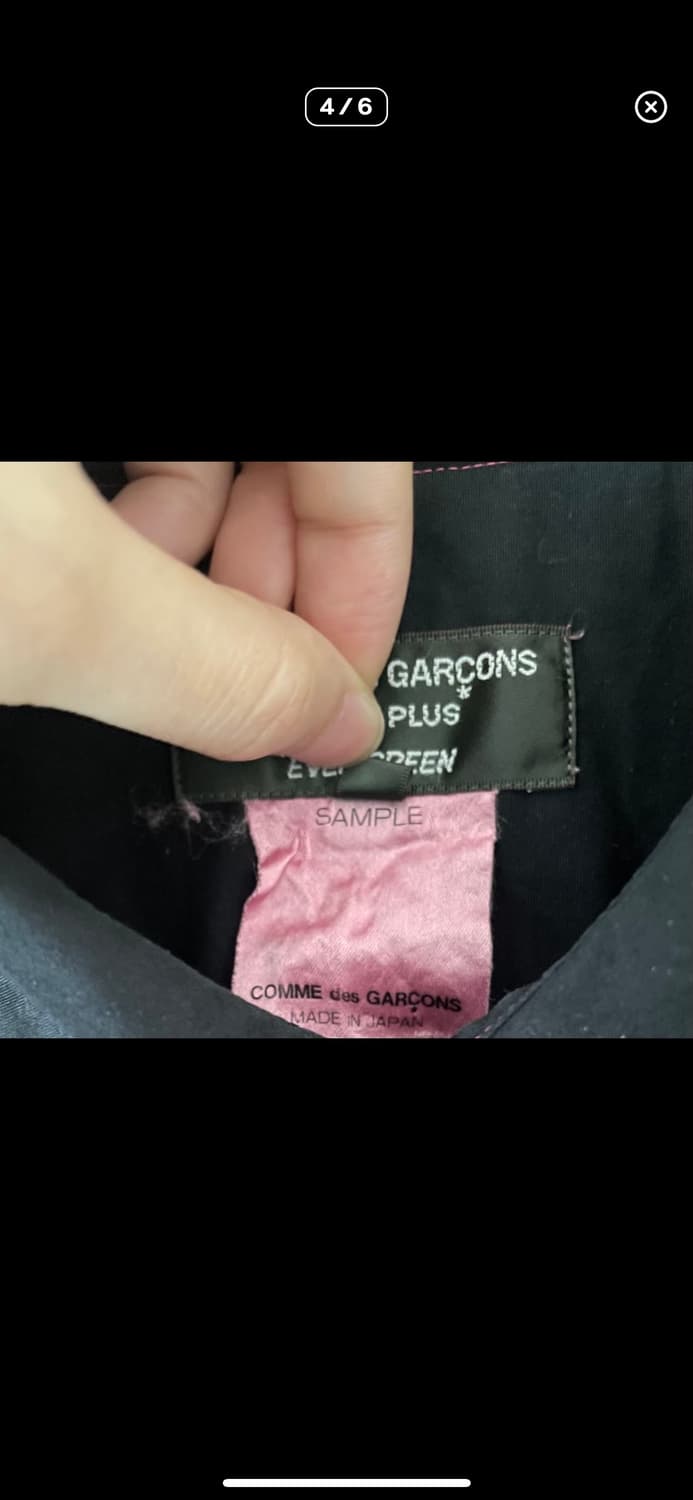 4/6
GARÇONS
PLUS
SAMPLE
COMME des GARÇONS
MADE IN JAPAN